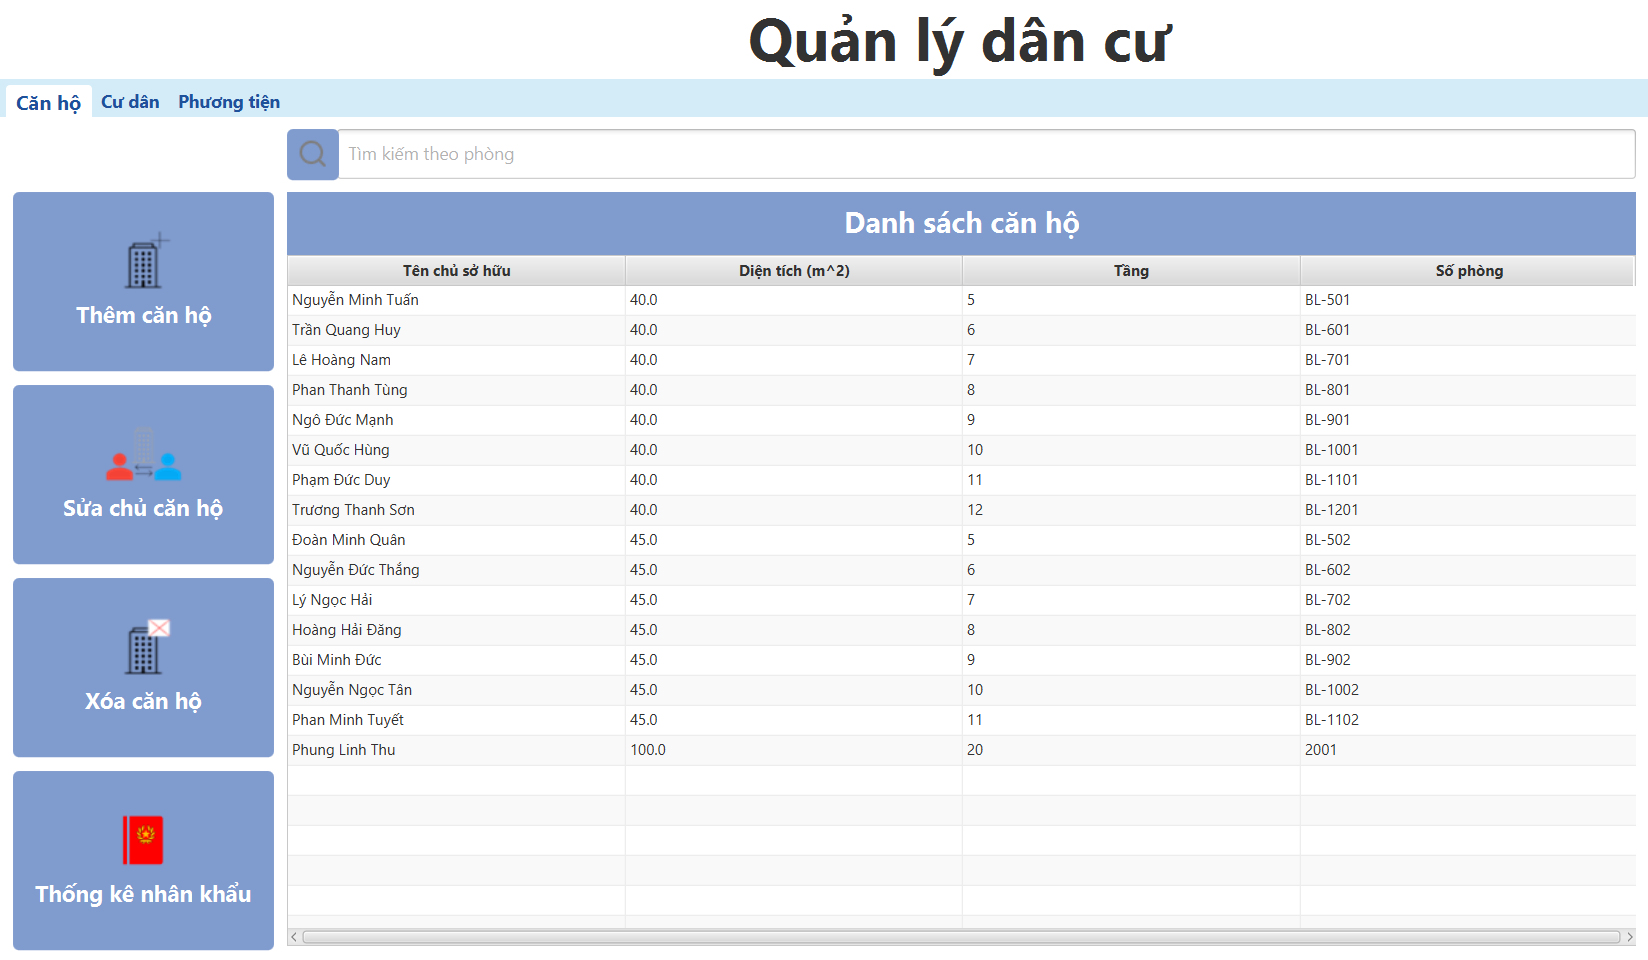 Quản lý dân cư
Căn hộ Cư dân Phương tiện
Tìm kiếm theo phòng
Thêm căn hộ
Sửa chủ căn hộ
Xóa căn hộ
Thống kê nhân khẩu
Danh sách căn hộ
Tên chủ sở hữu Diện tích (m^2) Tầng Số phòng
Nguyễn Minh Tuấn 40.0 5 BL-501
Trần Quang Huy 40.0 6 BL-601
Lê Hoàng Nam 40.0 7 BL-701
Phan Thanh Tùng 40.0 8 BL-801
Ngô Đức Mạnh 40.0 9 BL-901
Vũ Quốc Hùng 40.0 10 BL-1001
Phạm Đức Duy 40.0 11 BL-1101
Trương Thanh Sơn 40.0 12 BL-1201
Đoàn Minh Quân 45.0 5 BL-502
Nguyễn Đức Thắng 45.0 6 BL-602
Lý Ngọc Hải 45.0 7 BL-702
Hoàng Hải Đăng 45.0 8 BL-802
Bùi Minh Đức 45.0 9 BL-902
Nguyễn Ngọc Tân 45.0 10 BL-1002
Phan Minh Tuyết 45.0 11 BL-1102
Phung Linh Thu 100.0 20 2001